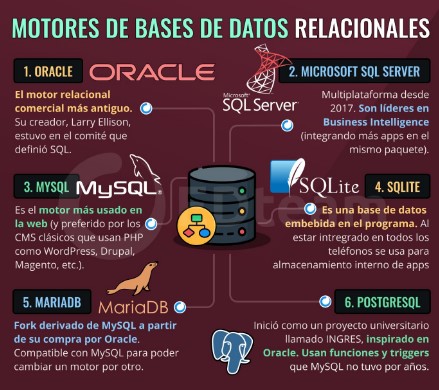 MOTORES DE BASES DE DATOS RELACIONALES
1. ORACLE
ORACLE
El motor relacional
comercial más antiguo.
Su creador, Larry Ellison,
estuvo en el comité que
definió SQL.
Microsoft
SQL Server
2. MICROSOFT SQL SERVER
Multiplataforma desde
2017. Son líderes en
Business Intelligence
(integrando más apps en el
mismo paquete).
3. MYSQL
MySQL
Es el motor más usado en
la web (y preferido por los
CMS clásicos que usan PHP
como WordPress, Drupal,
Magento, etc.).
SQLite
4. SQLITE
Es una base de datos
embebida en el programa. Al
estar intregrado en todos los
teléfonos se usa para
almacenamiento interno de apps
5. MARIADB
MariaDB
Fork derivado de MySQL a partir
de su compra por Oracle.
Compatible con MySQL para poder
cambiar un motor por otro.
6. POSTGRESQL
Inició como un proyecto universitario
llamado INGRES, inspirado en
Oracle. Usan funciones y triggers
que MySQL no tuvo por años.